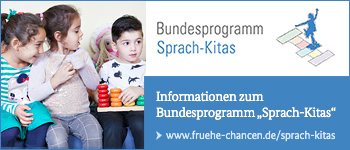 Bundesprogramm
Sprach-Kitas
Informationen zum
Bundesprogramm „Sprach-Kitas“
www.fruehe-chancen.de/sprach-kitas